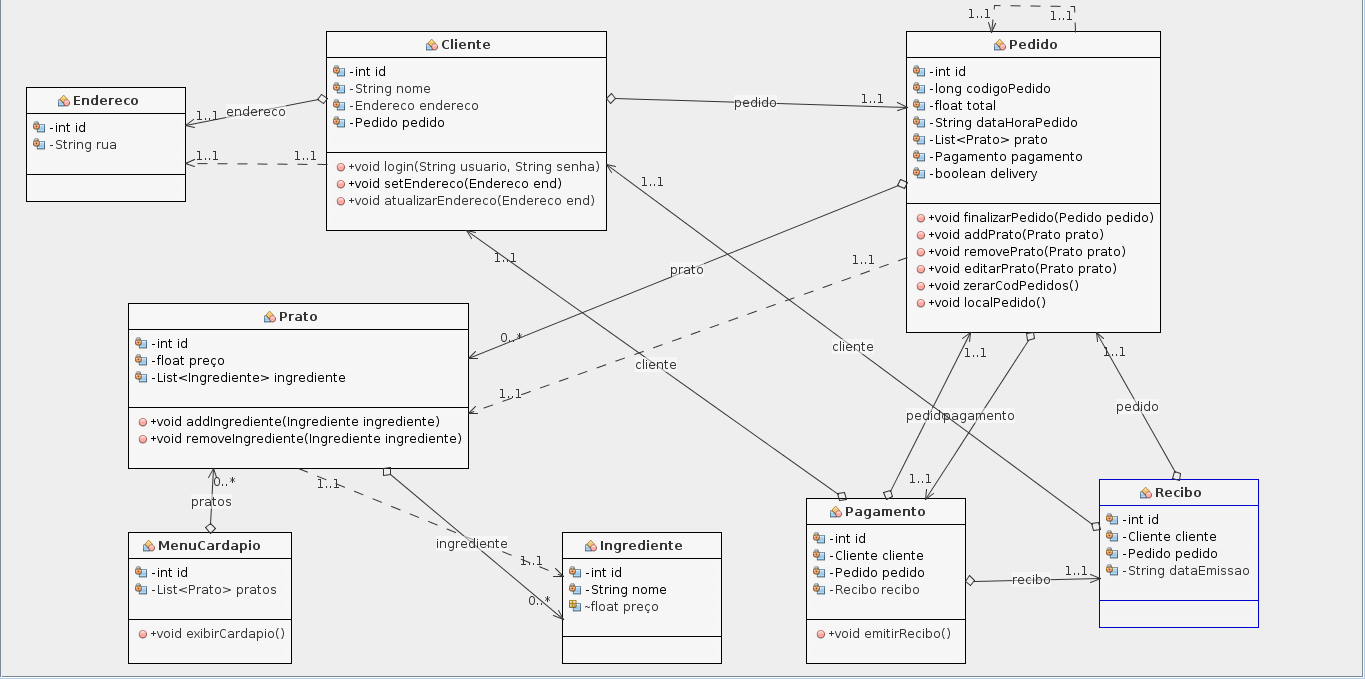 1..1
1..1
Cliente
-int id
-String nome
-Endereco endereco
-Pedido pedido
+void login(String usuario, String senha)
+void setEndereco(Endereco end)
+void atualizarEndereco(Endereco end)
Pedido
-int id
-long codigoPedido
-float total
-String dataHoraPedido
-List<Prato> prato
-Pagamento pagamento
-boolean delivery
+void finalizarPedido(Pedido pedido)
+void addPrato(Prato prato)
+void removePrato(Prato prato)
+void editarPrato(Prato prato)
+void zerarCodPedidos()
+void localPedido()
Endereco
-int id
-String rua
1..1
endereco
1..1
1..1
pedido
1..1
1..1
1..1
prato
1..1
0..*
cliente
cliente
1..1
Prato
-int id
-float preço
-List<Ingrediente> ingrediente
+void addIngrediente(Ingrediente ingrediente)
+void removeIngrediente(Ingrediente ingrediente)
1..1
1..1
pedido
pagamento
pedido
1..1
0..*
pratos
1..1
ingrediente
1..1
0..*
MenuCardapio
-int id
-List<Prato> pratos
+void exibirCardapio()
Ingrediente
-int id
-String nome
~float preço
Pagamento
-int id
-Cliente cliente
-Pedido pedido
-Recibo recibo
+void emitirRecibo()
recibo
1..1
Recibo
-int id
-Cliente cliente
-Pedido pedido
-String dataEmissao